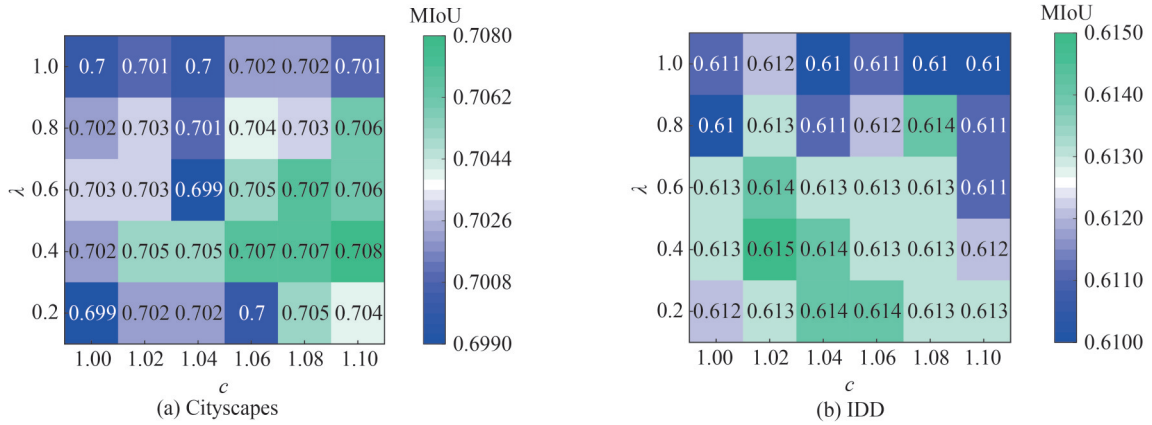 MIoU
1.0 0.7 0.701 0.7 0.702 0.702 0.701 0.7080
0.8 0.702 0.703 0.701 0.704 0.703 0.706 0.7062
λ 0.6 0.703 0.703 0.699 0.705 0.707 0.706 0.7044
0.4 0.702 0.705 0.705 0.707 0.707 0.708 0.7026
0.2 0.699 0.702 0.702 0.7 0.705 0.704 0.7008
0.6990
1.00 1.02 1.04 1.06 1.08 1.10
c
(a) Cityscapes
MIoU
1.0 0.611 0.612 0.61 0.611 0.61 0.61 0.6150
0.8 0.61 0.613 0.611 0.612 0.614 0.611 0.6140
λ 0.6 0.613 0.614 0.613 0.613 0.613 0.611 0.6130
0.4 0.613 0.615 0.614 0.613 0.613 0.612 0.6120
0.2 0.612 0.613 0.614 0.614 0.613 0.613 0.6110
0.6100
1.00 1.02 1.04 1.06 1.08 1.10
c
(b) IDD